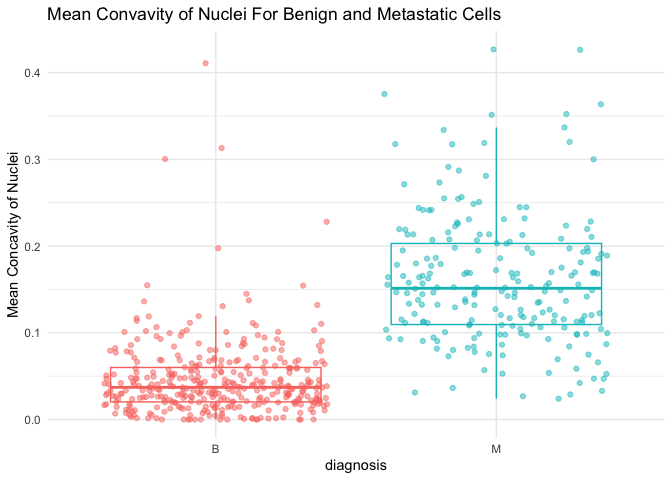 Mean Convavity of Nuclei For Benign and Metastatic Cells
Mean Concavity of Nuclei
0.4
0.3
0.2
0.1
0.0
B
M
diagnosis